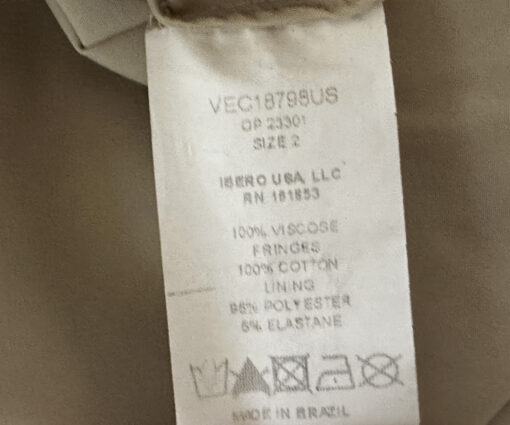 VEC18798US
OP 23301
SIZE 2
IBERO USA, LLC
RN 161853
100% VISCOSE
FRINGES
100% COTTON
LINING
95% POLYESTER
5% ELASTANE
MADE IN BRAZIL